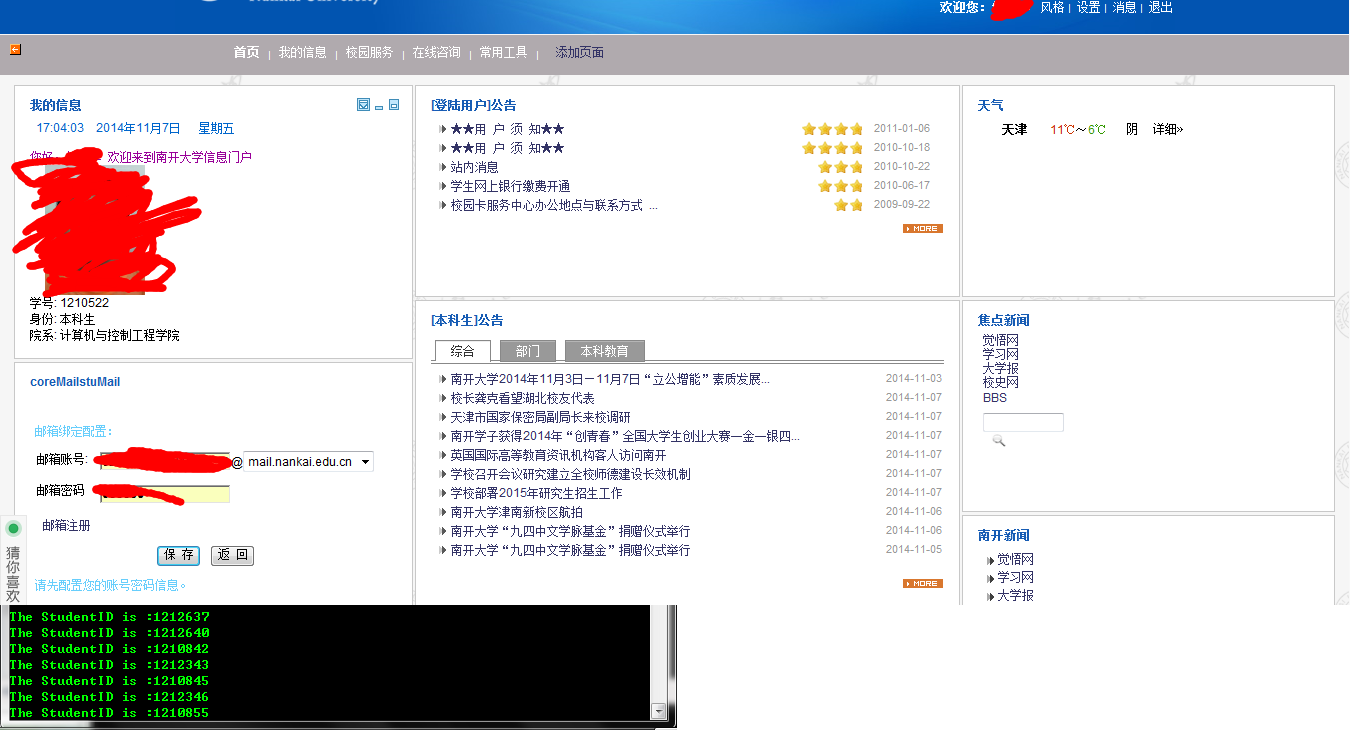 Nankai University
欢迎您: 风格 | 设置 | 消息 | 退出
首页 | 我的信息 | 校园服务 | 在线咨询 | 常用工具 | 添加页面
我的信息
17:04:03 2014年11月7日 星期五
欢迎来到南开大学信息门户
学号: 1210522
身份: 本科生
院系: 计算机与控制工程学院
coreMailstuMail
邮箱绑定配置:
邮箱账号: @ mail.nankai.edu.cn
邮箱密码
邮箱注册
保 存 返 回
请先配置您的账号密码信息。
猜你喜欢
[登陆用户]公告
★★用 户 须 知★★ 2011-01-06
★★用 户 须 知★★ 2010-10-18
站内消息 2010-10-22
学生网上银行缴费开通 2010-06-17
校园卡服务中心办公地点与联系方式 ... 2009-09-22
MORE
[本科生]公告
综合 部门 本科教育
南开大学2014年11月3日－11月7日“立公增能”素质发展... 2014-11-03
校长龚克看望湖北校友代表 2014-11-07
天津市国家保密局副局长来校调研 2014-11-07
南开学子获得2014年“创青春”全国大学生创业大赛一金一银四... 2014-11-07
英国国际高等教育资讯机构客人访问南开 2014-11-07
学校召开会议研究建立全校师德建设长效机制 2014-11-07
学校部署2015年研究生招生工作 2014-11-07
南开大学津南新校区航拍 2014-11-06
南开大学“九四中文学脉基金”捐赠仪式举行 2014-11-06
南开大学“九四中文学脉基金”捐赠仪式举行 2014-11-05
MORE
天气
天津 11℃～6℃ 阴 详细»
焦点新闻
觉悟网
学习网
大学报
校史网
BBS
南开新闻
觉悟网
学习网
大学报
The StudentID is :1212637
The StudentID is :1212640
The StudentID is :1210842
The StudentID is :1212343
The StudentID is :1210845
The StudentID is :1212346
The StudentID is :1210855